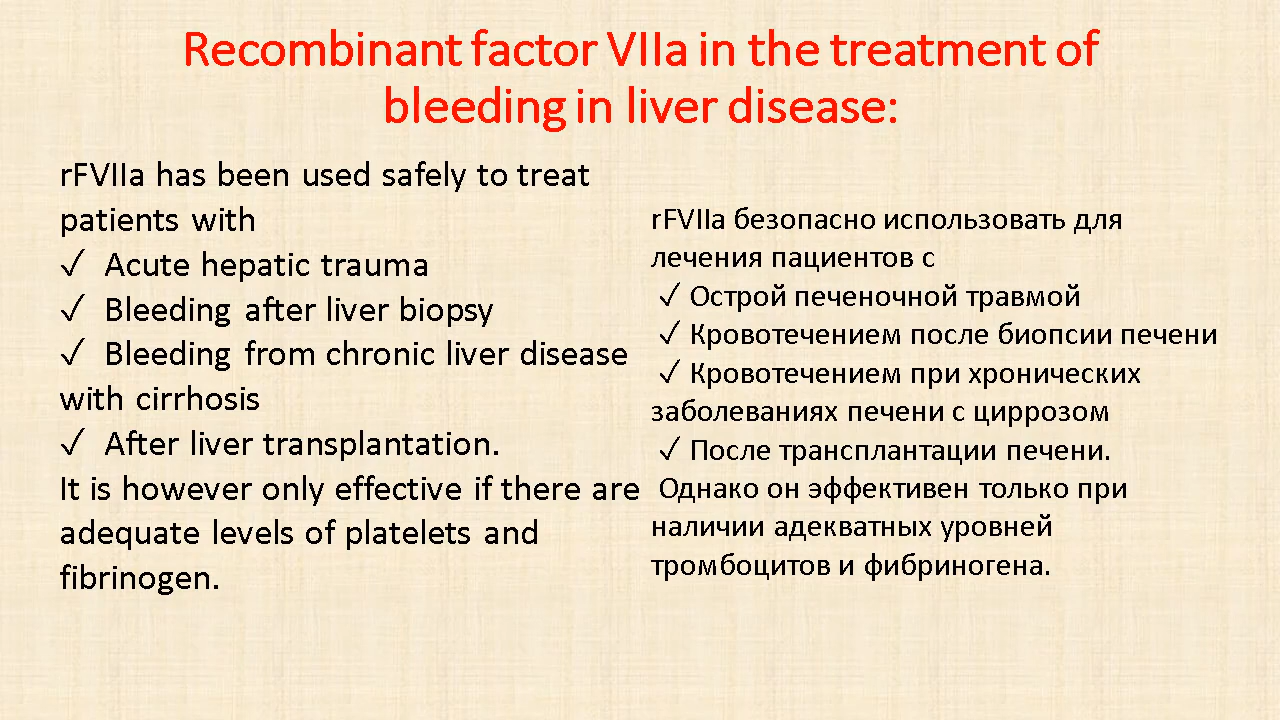 Recombinant factor VIIa in the treatment of
bleeding in liver disease:
rFVIIa has been used safely to treat
patients with
✓ Acute hepatic trauma
✓ Bleeding after liver biopsy
✓ Bleeding from chronic liver disease
with cirrhosis
✓ After liver transplantation.
It is however only effective if there are
adequate levels of platelets and
fibrinogen.
rFVIIa безопасно использовать для
лечения пациентов с
✓ Острой печеночной травмой
✓ Кровотечением после биопсии печени
✓ Кровотечением при хронических
заболеваниях печени с циррозом
✓ После трансплантации печени.
Однако он эффективен только при
наличии адекватных уровней
тромбоцитов и фибриногена.